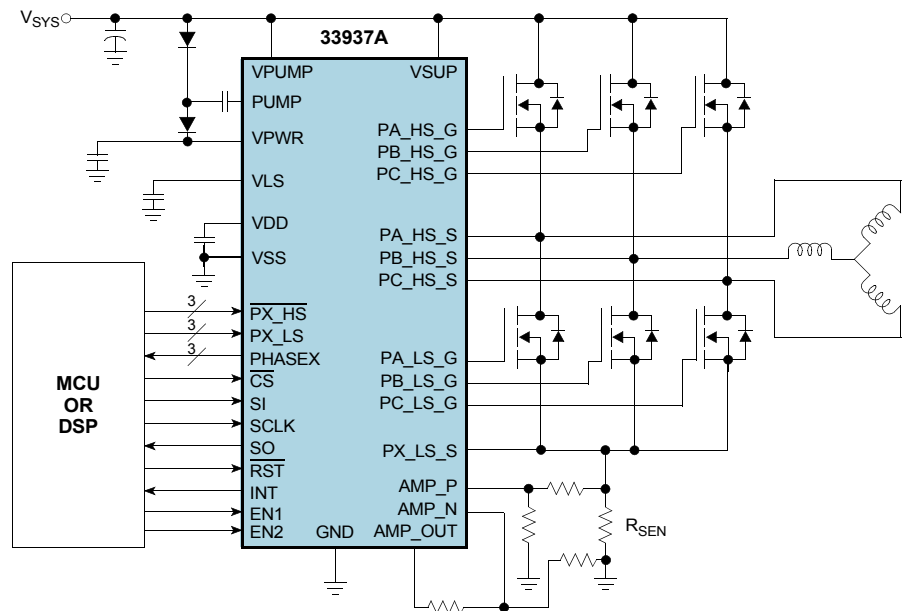 V_SYS
33937A
VPUMP
VSUP
PUMP
VPWR
VLS
VDD
VSS
PA_HS_G
PB_HS_G
PC_HS_G
PA_HS_S
PB_HS_S
PC_HS_S
MCU
OR
DSP
3
3
3
PX_HS
PX_LS
PHASEX
CS
SI
SCLK
SO
RST
INT
EN1
EN2
GND
PA_LS_G
PB_LS_G
PC_LS_G
PX_LS_S
AMP_P
AMP_N
AMP_OUT
R_SEN